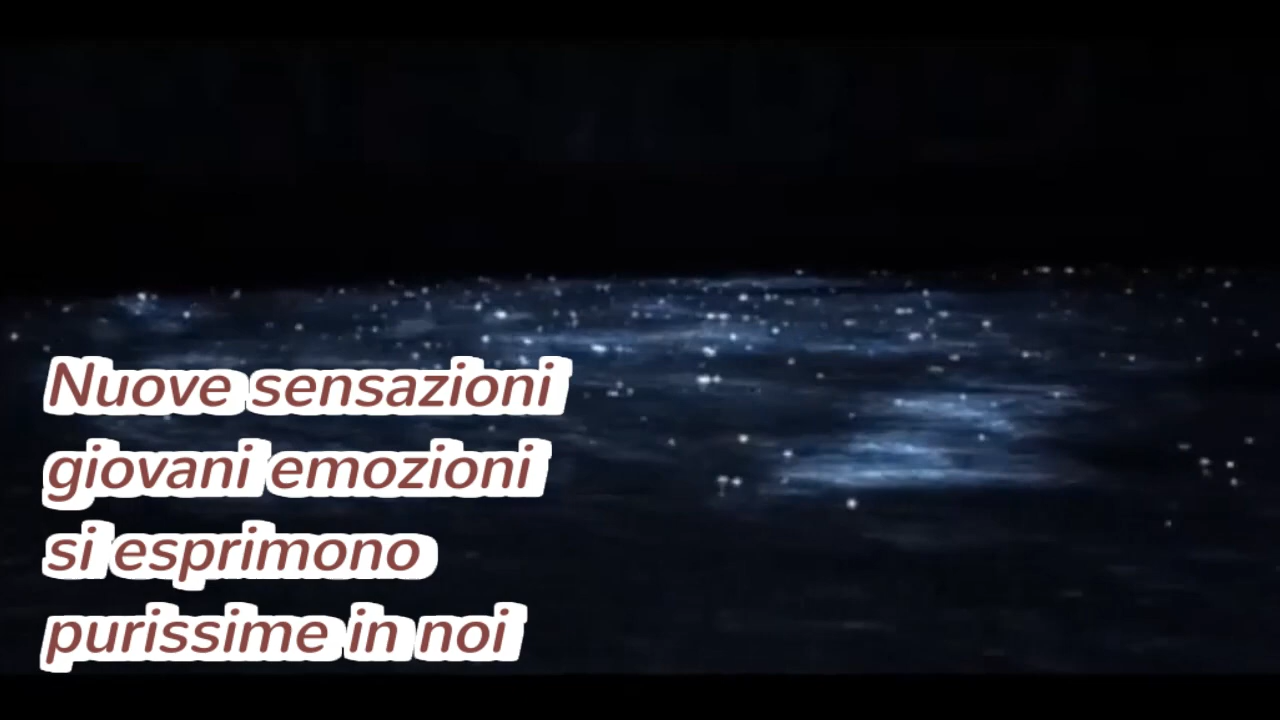 Nuove sensazioni
giovani emozioni
si esprimono
purissime in noi